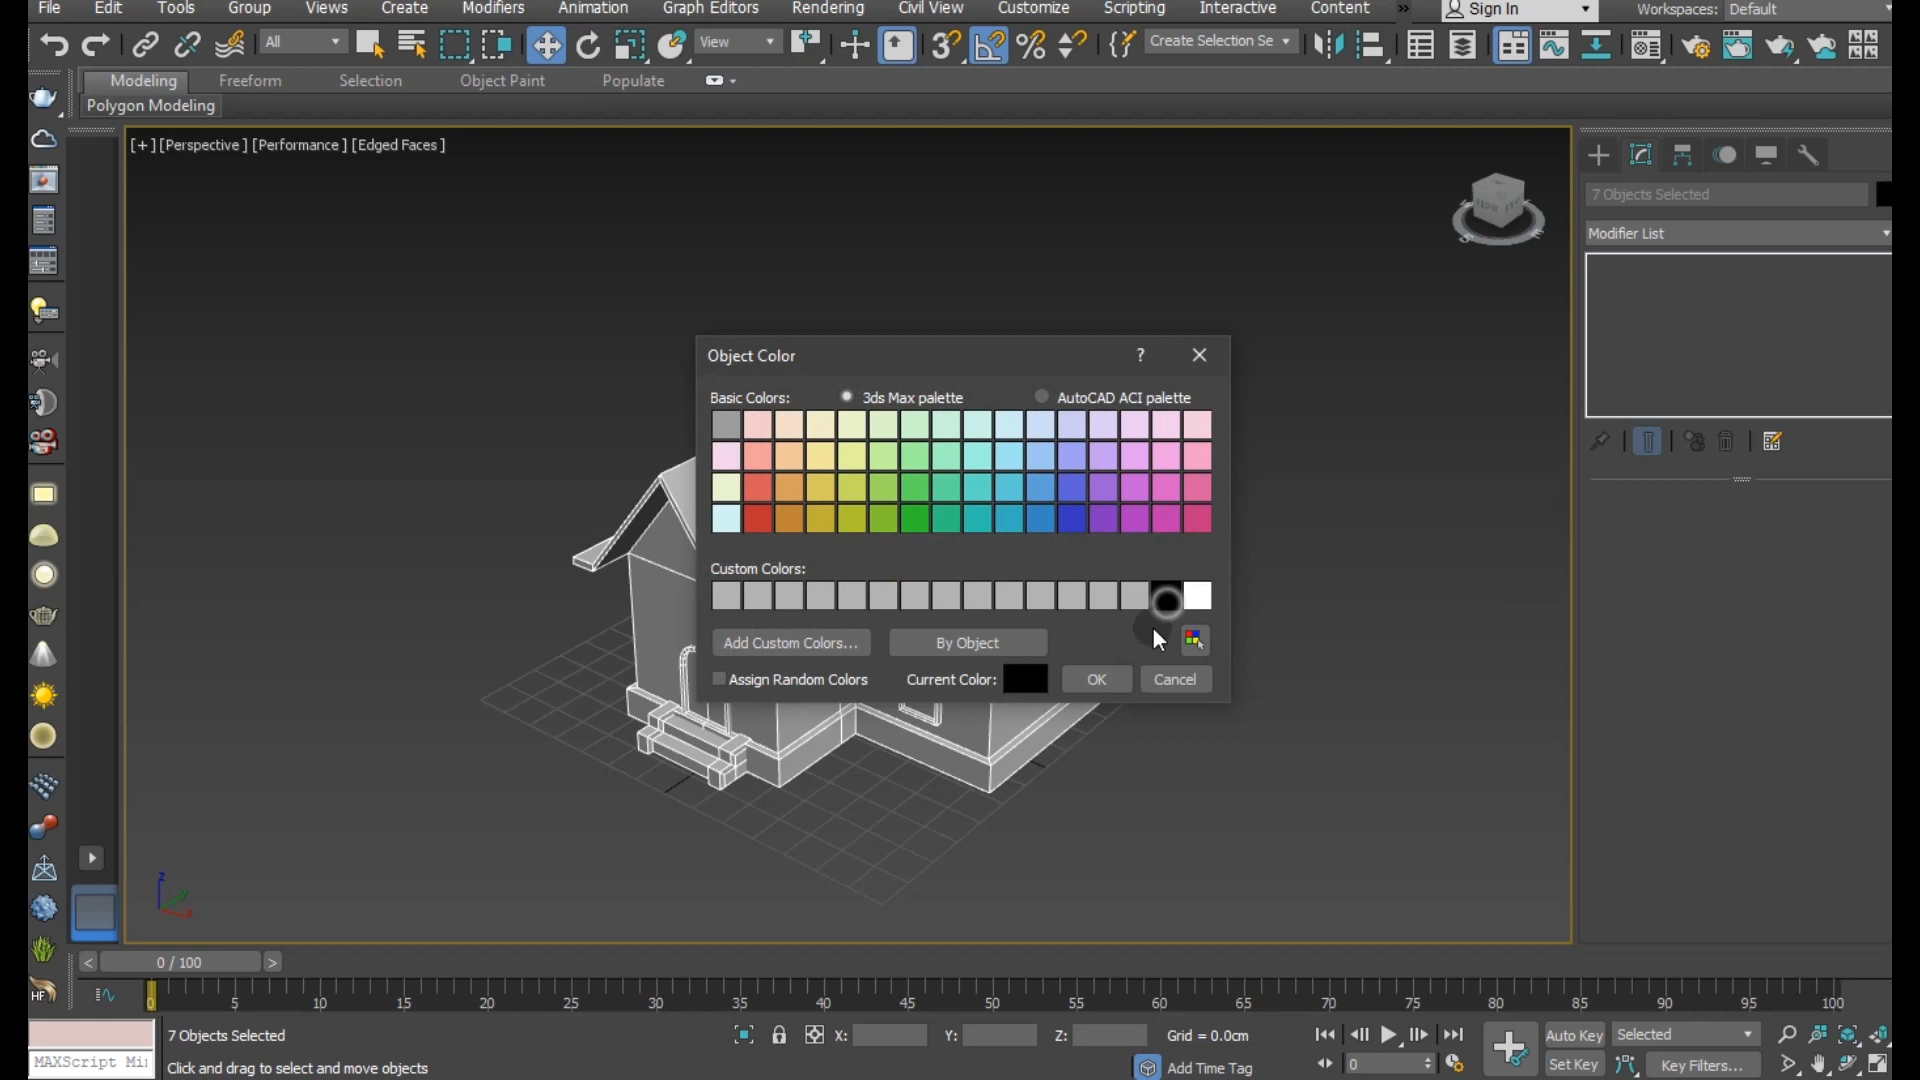 File Edit Tools Group Views Create Modifiers Animation Graph Editors Rendering Civil View Customize Scripting Interactive Content » Sign In Workspaces: Default
All View Create Selection Se
Modeling Freeform Selection Object Paint Populate
Polygon Modeling
[+] [Perspective] [Performance] [Edged Faces]
7 Objects Selected
Modifier List
Object Color ?
Basic Colors: 3ds Max palette AutoCAD ACI palette
Custom Colors:
Add Custom Colors... By Object
Assign Random Colors Current Color: OK Cancel
z
x
< 0 / 100 >
0 5 10 15 20 25 30 35 40 45 50 55 60 65 70 75 80 85 90 95 100
7 Objects Selected X: Y: Z: Grid = 0.0cm Auto Key Selected
MAXScript Mi Click and drag to select and move objects Add Time Tag 0 Set Key Key Filters...